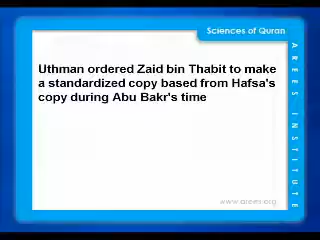 Sciences of Quran
Uthman ordered Zaid bin Thabit to make
a standardized copy based from Hafsa's
copy during Abu Bakr's time
AREES INSTITUTE
www.arees.org